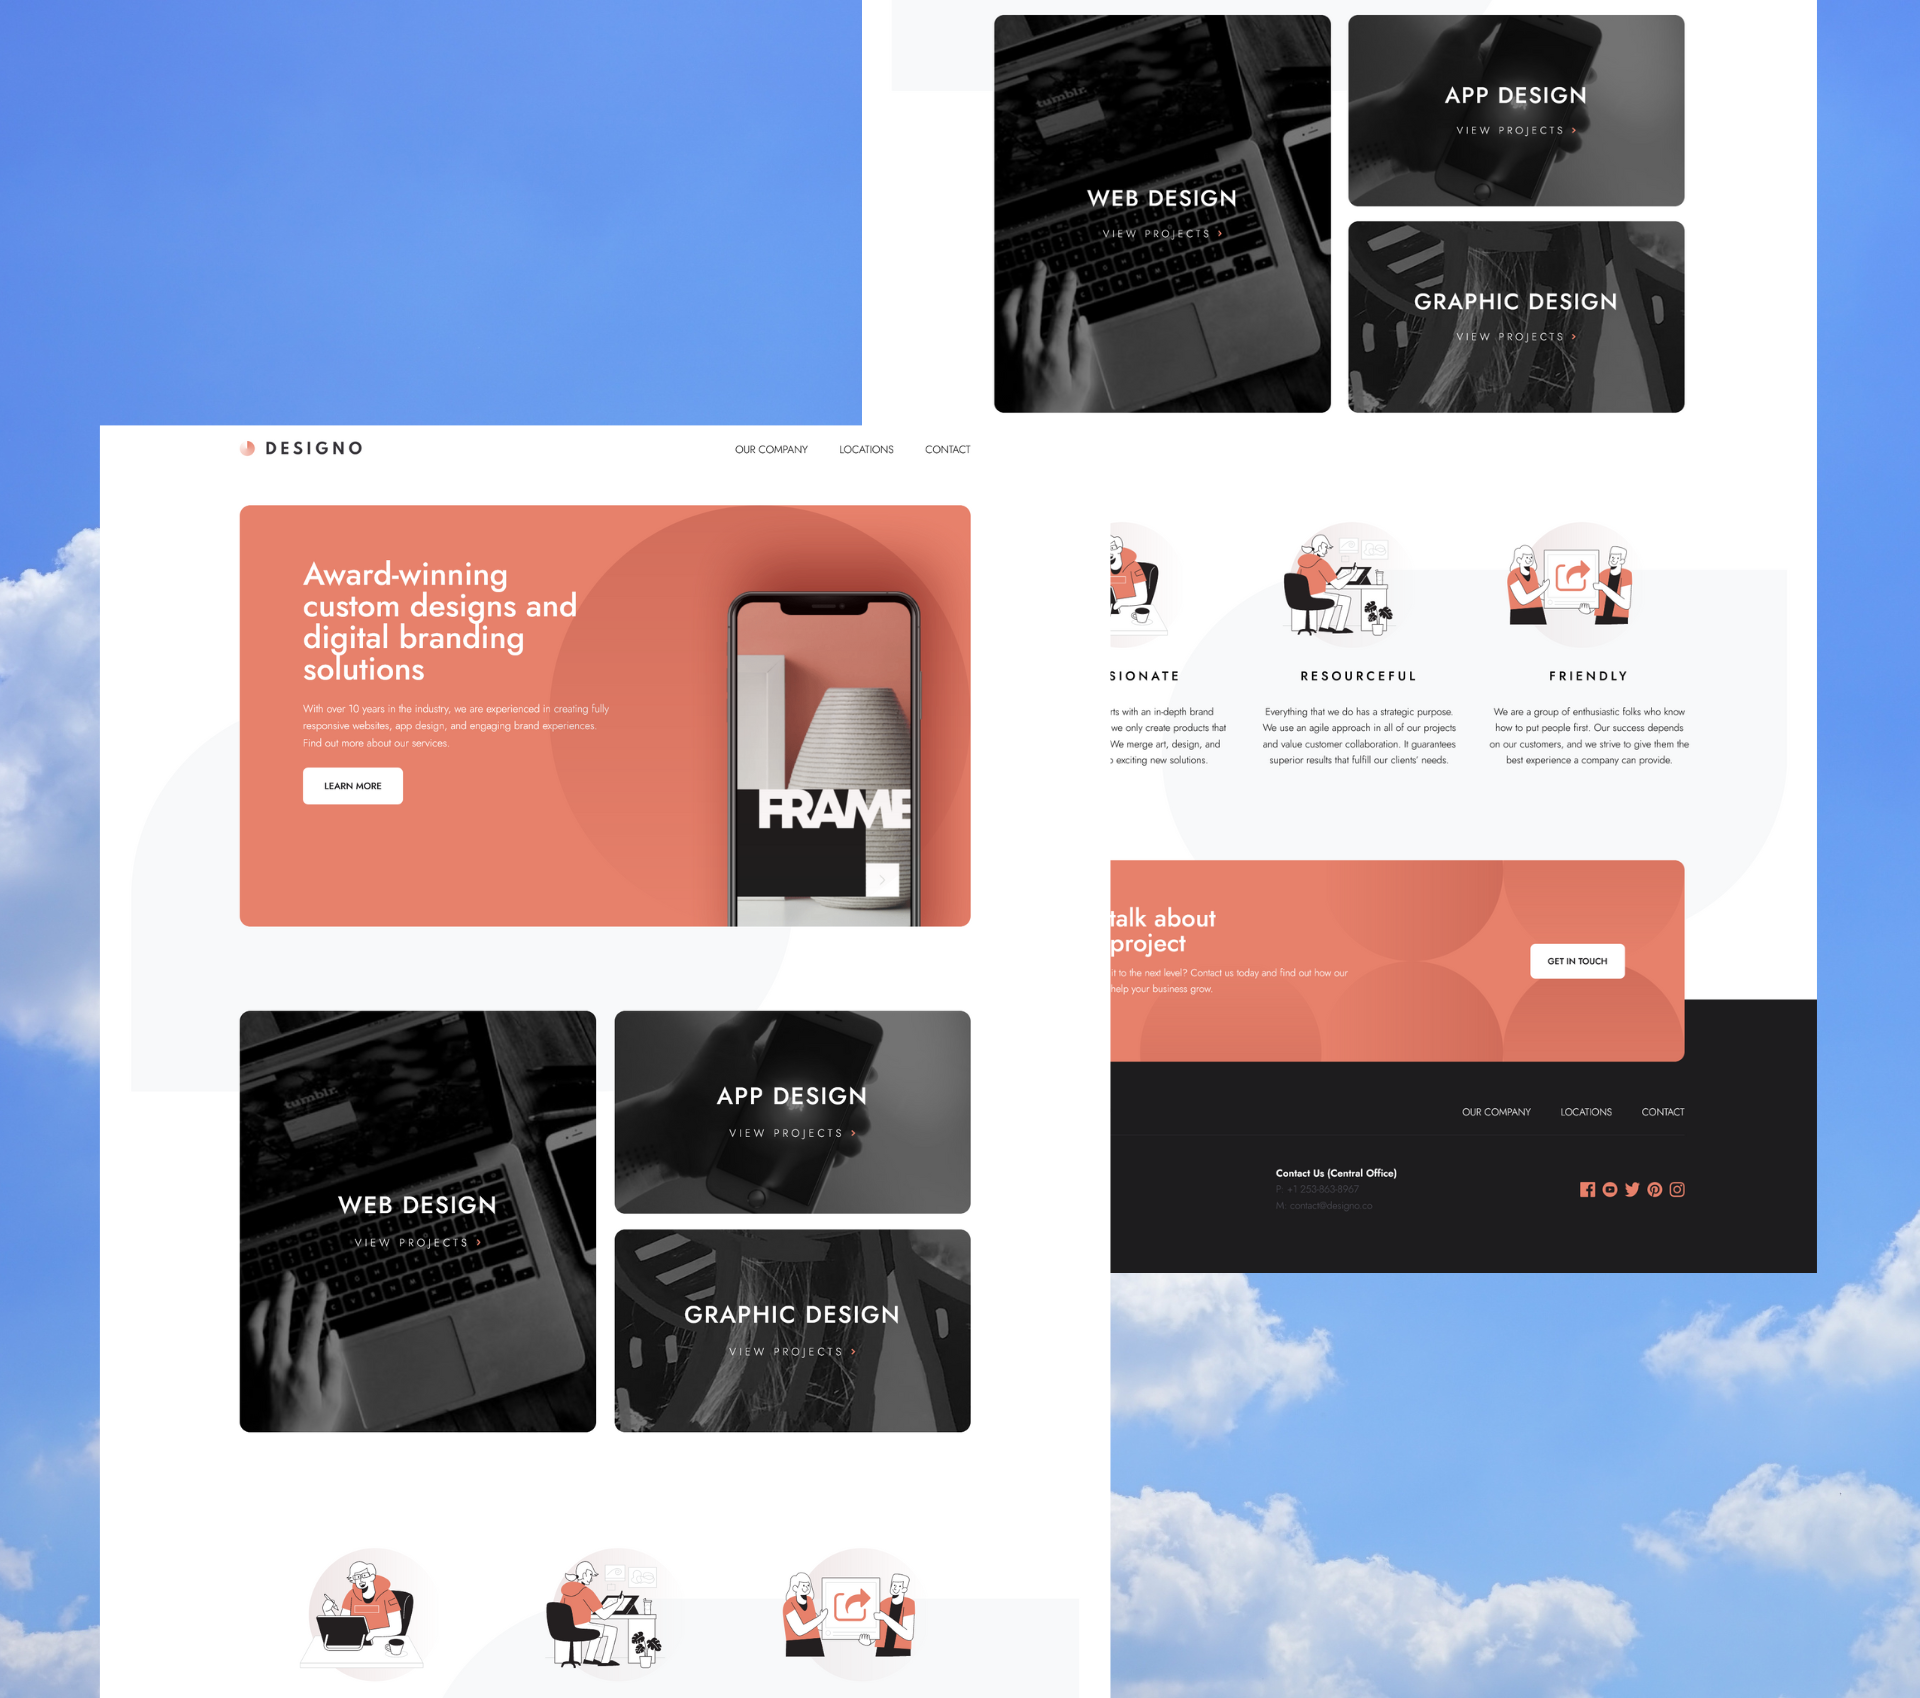 tumblr.
WEB DESIGN
VIEW PROJECTS
APP DESIGN
VIEW PROJECTS
GRAPHIC DESIGN
VIEW PROJECTS
DESIGNO
OUR COMPANY LOCATIONS CONTACT
Award-winning
custom designs and
digital branding
solutions
With over 10 years in the industry, we are experienced in creating fully
responsive websites, app design, and engaging brand experiences.
Find out more about our services.
LEARN MORE
FRAME
tumblr.
WEB DESIGN
VIEW PROJECTS
APP DESIGN
VIEW PROJECTS
GRAPHIC DESIGN
VIEW PROJECTS
SIONATE
rts with an in-depth brand
we only create products that
We merge art, design, and
exciting new solutions.
RESOURCEFUL
Everything that we do has a strategic purpose.
We use an agile approach in all of our projects
and value customer collaboration. It guarantees
superior results that fulfill our clients' needs.
FRIENDLY
We are a group of enthusiastic folks who know
how to put people first. Our success depends
on our customers, and we strive to give them the
best experience a company can provide.
talk about
project
it to the next level? Contact us today and find out how our
help your business grow.
GET IN TOUCH
OUR COMPANY LOCATIONS CONTACT
Contact Us (Central Office)
P: +1 253-863-8967
M: contact@designo.co